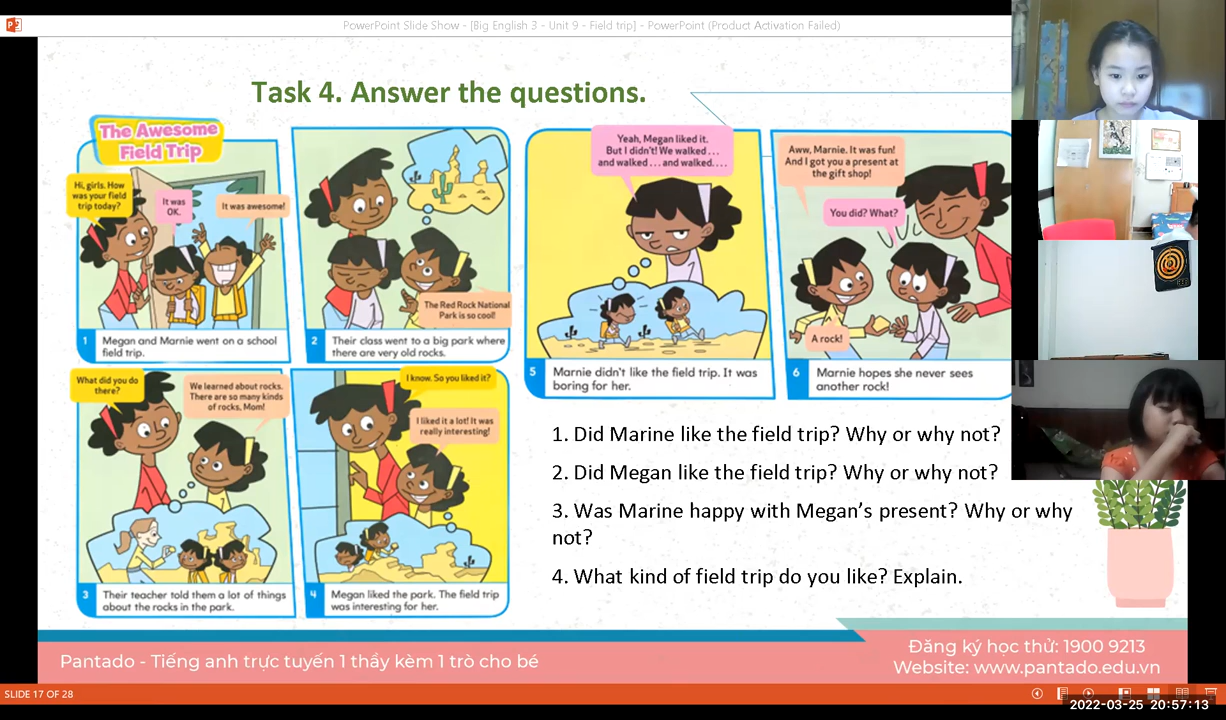 PowerPoint Slide Show - [Big English 3 - Unit 9 - Field trip] - PowerPoint (Product Activation Failed)
Task 4. Answer the questions.
The Awesome
Field Trip
Hi, girls. How
was your field
trip today?
It was
OK.
It was awesome!
1 Megan and Marnie went on a school
field trip.
The Red Rock National
Park is so cool!
2 Their class went to a big park where
there are very old rocks.
What did you do
there?
We learned about rocks.
There are so many kinds
of rocks, Mom!
3 Their teacher told them a lot of things
about the rocks in the park.
I know. So you liked it?
I liked it a lot! It was
really interesting!
4 Megan liked the park. The field trip
was interesting for her.
Yeah, Megan liked it.
But I didn't! We walked...
and walked...and walked....
5 Marnie didn't like the field trip. It was
boring for her.
Aww, Marnie. It was fun!
And I got you a present at
the gift shop!
You did? What?
A rock!
6 Marnie hopes she never sees
another rock!
1. Did Marine like the field trip? Why or why not?
2. Did Megan like the field trip? Why or why not?
3. Was Marine happy with Megan's present? Why or why
not?
4. What kind of field trip do you like? Explain.
Pantado - Tiếng anh trực tuyến 1 thầy kèm 1 trò cho bé
Đăng ký học thử: 1900 9213
Website: www.pantado.edu.vn
SLIDE 17 OF 28
2022-03-25 20:57:13